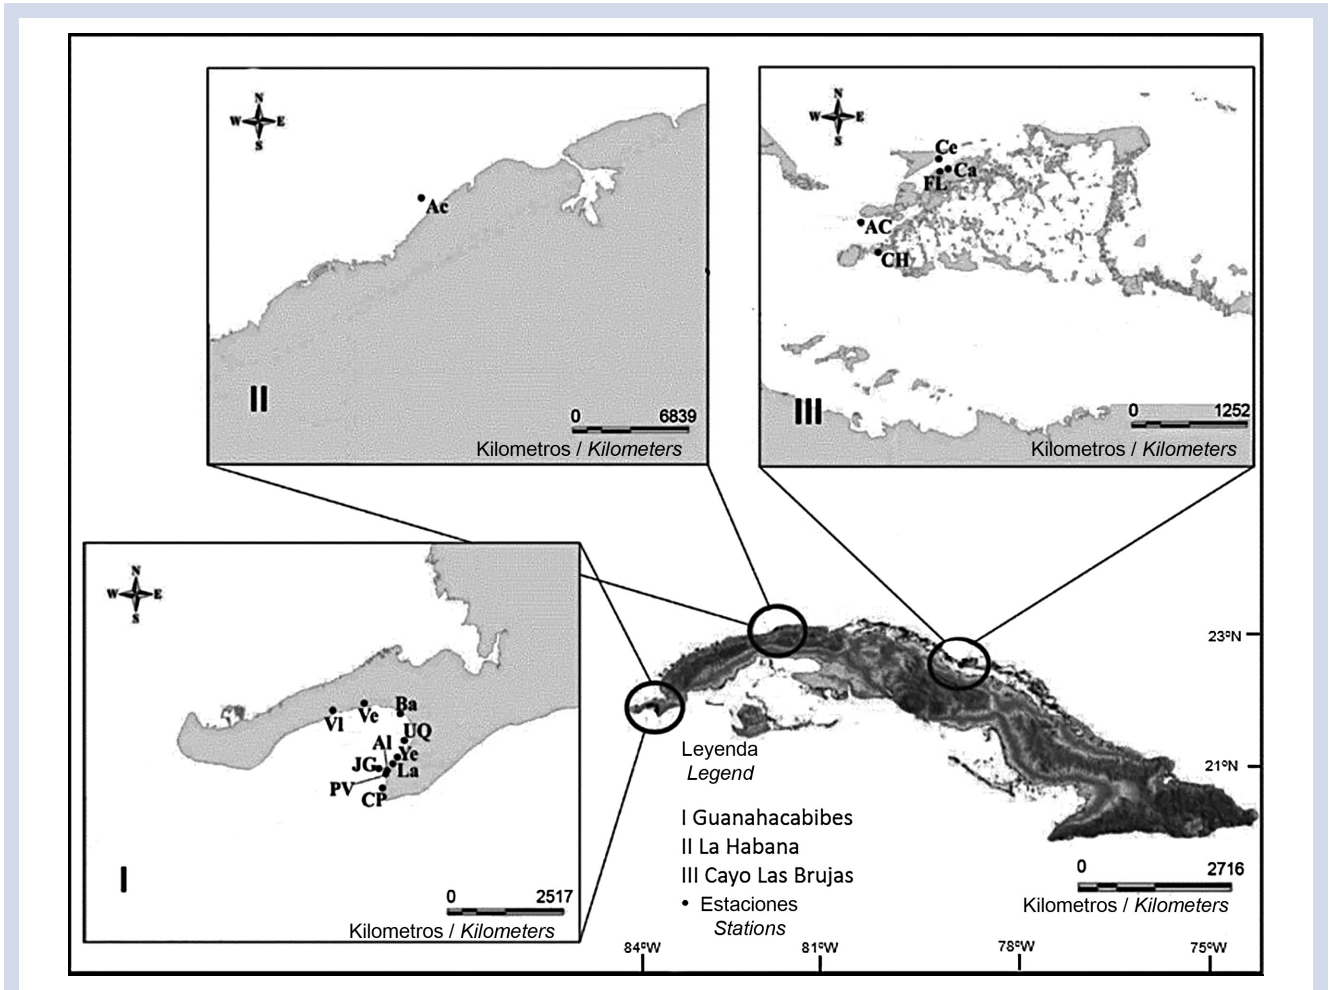 N
W E
S
Ac
II
0 6839
Kilometros / Kilometers
N
W E
S
Ce
Ca
FL
AC
CH
III
0 1252
Kilometros / Kilometers
N
W E
S
Vl
Ve
Ba
UQ
Al
Ye
JG
La
PV
CP
I
0 2517
Kilometros / Kilometers
23ºN
21ºN
Leyenda
Legend
I Guanahacabibes
II La Habana
III Cayo Las Brujas
• Estaciones
Stations
0 2716
Kilometros / Kilometers
84ºW
81ºW
78ºW
75ºW